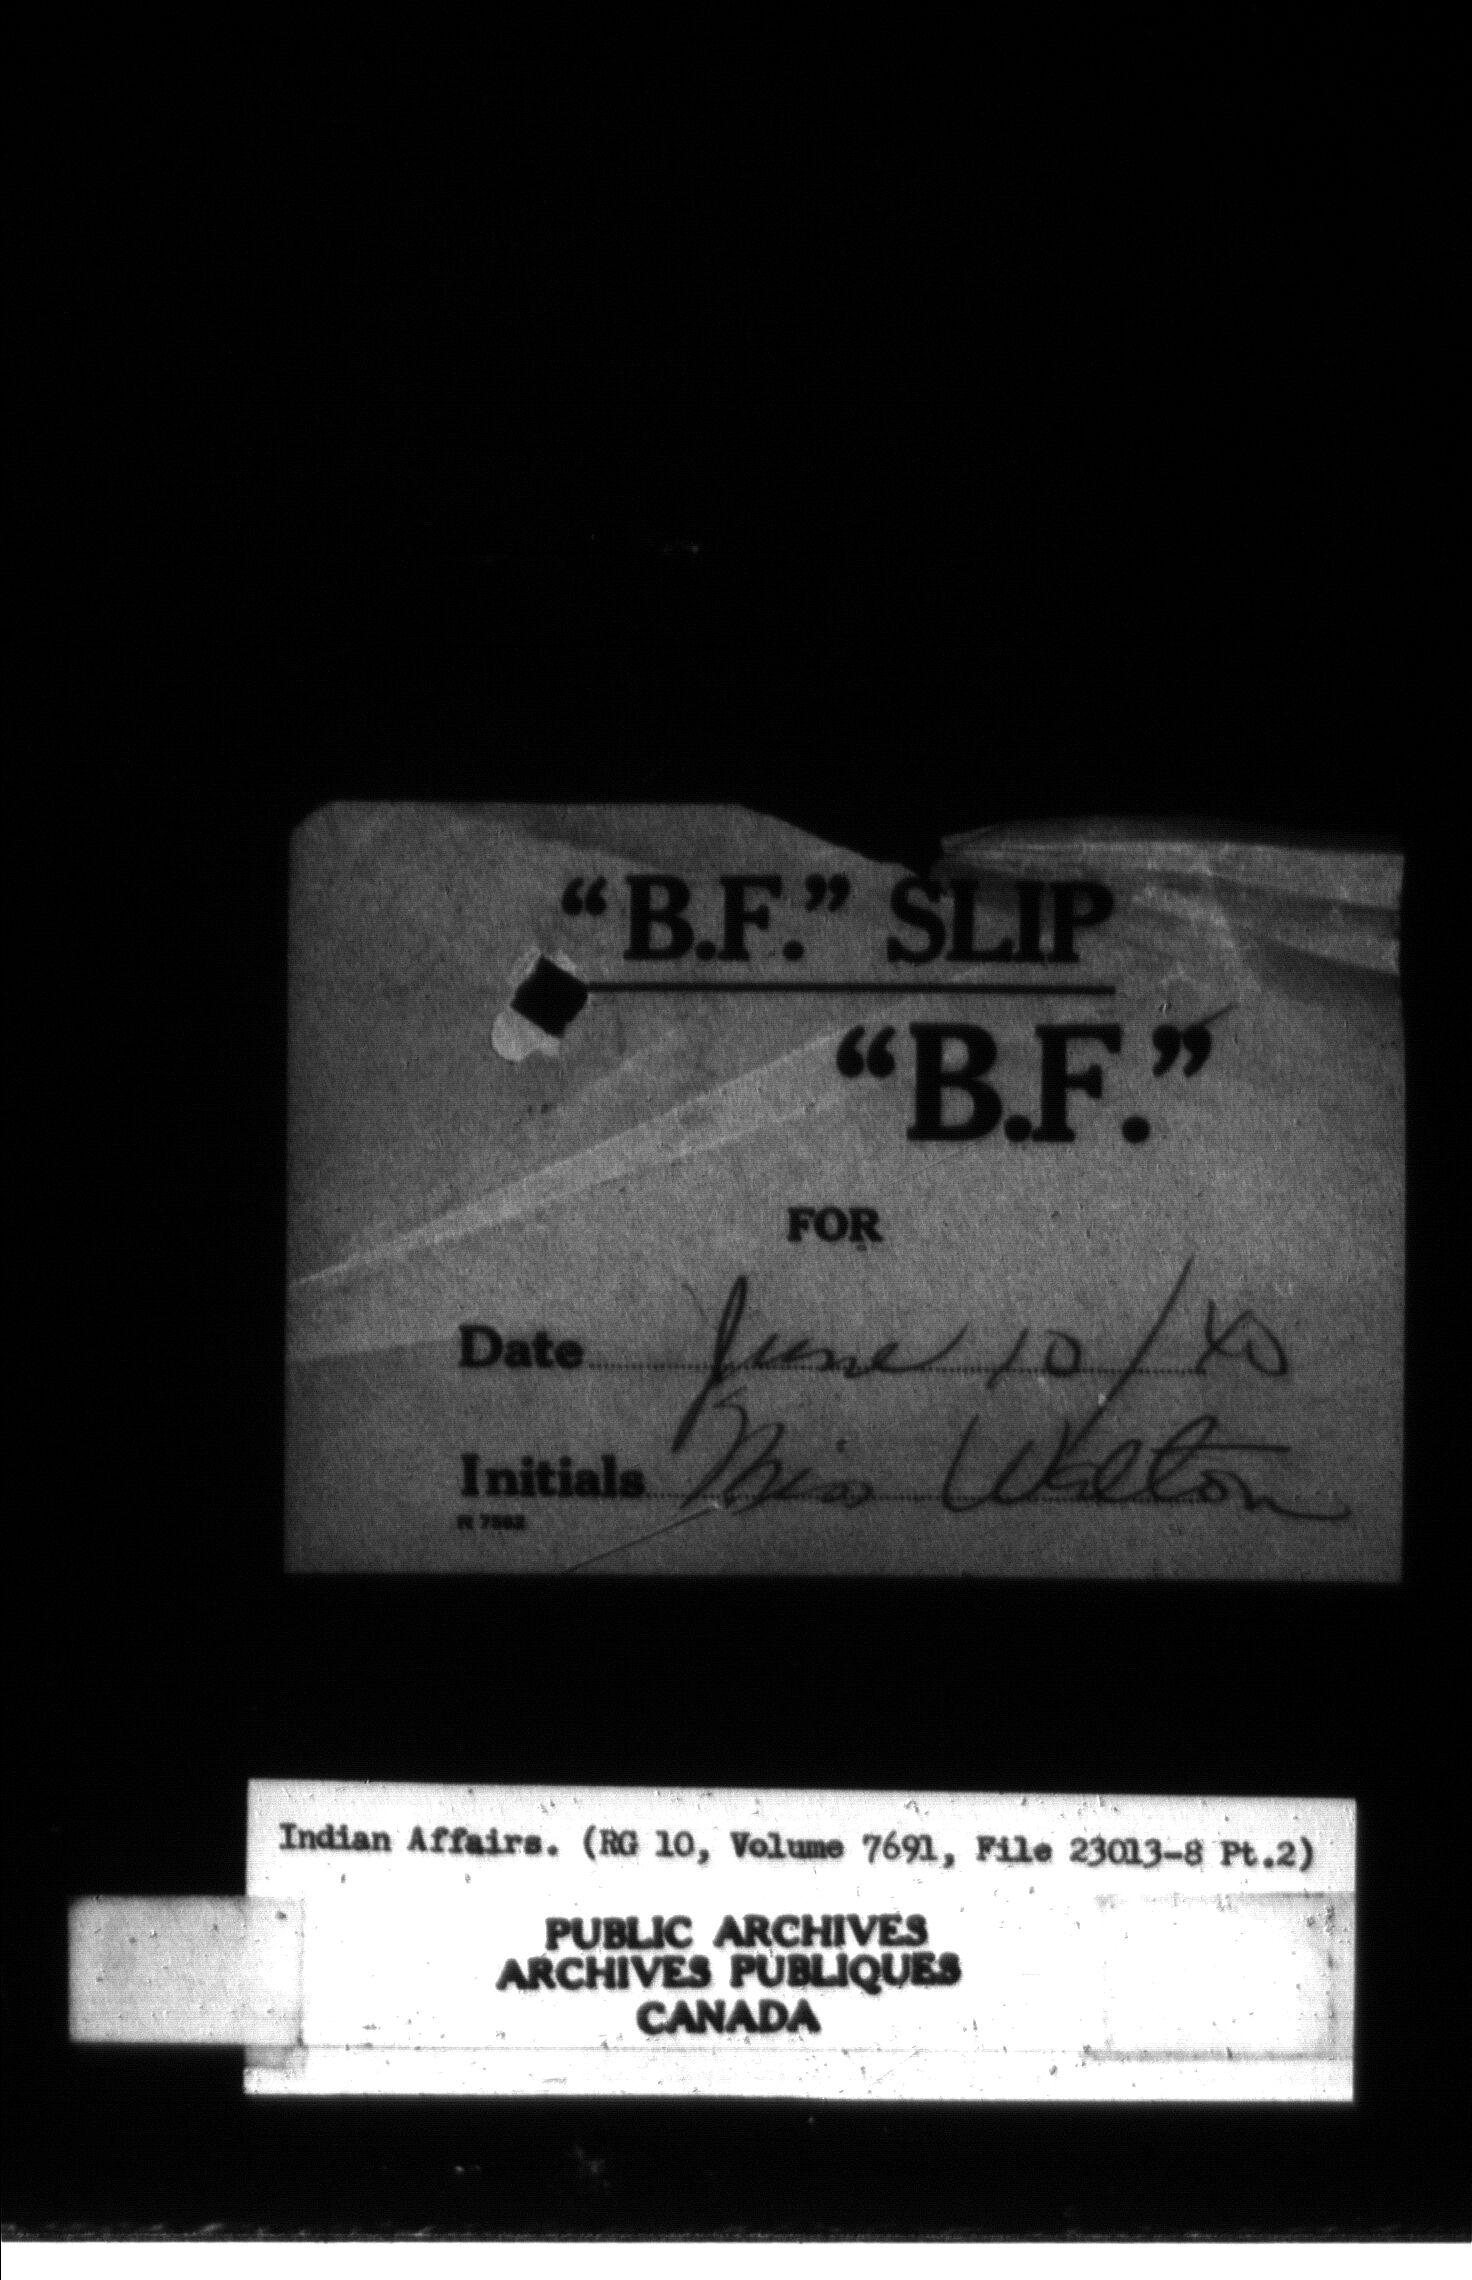 “B.F.” SLIP
“B.F.”
FOR
Date June 10/40
Initials Miss Walton
R 7562
Indian Affairs. (RG 10, Volume 7691, File 23013-8 Pt.2)
PUBLIC ARCHIVES
ARCHIVES PUBLIQUES
CANADA